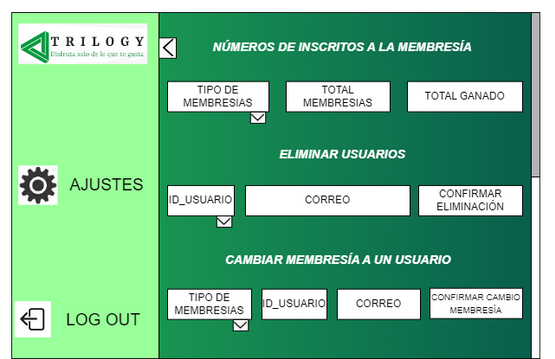 TRILOGY
Disfruta solo de lo que te gusta
NÚMEROS DE INSCRITOS A LA MEMBRESÍA
TIPO DE
MEMBRESIAS
TOTAL
MEMBRESIAS
TOTAL GANADO
ELIMINAR USUARIOS
AJUSTES
ID_USUARIO
CORREO
CONFIRMAR
ELIMINACIÓN
CAMBIAR MEMBRESÍA A UN USUARIO
TIPO DE
MEMBRESIAS
ID_USUARIO
CORREO
CONFIRMAR CAMBIO
MEMBRESÍA
LOG OUT